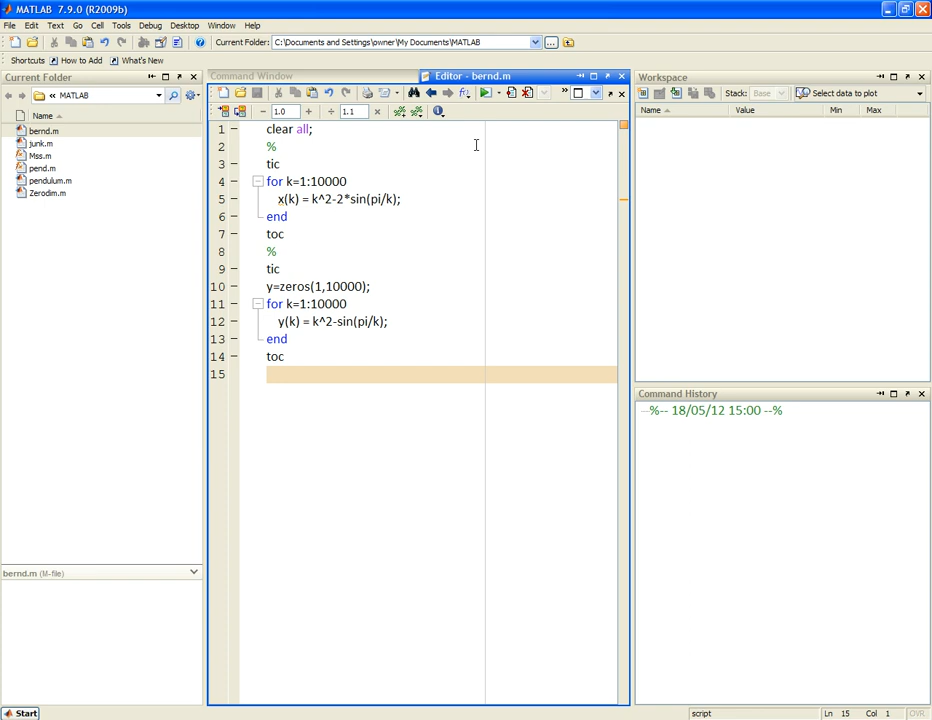 MATLAB 7.9.0 (R2009b)
File Edit Text Go Cell Tools Debug Desktop Window Help
Current Folder: C:\Documents and Settings\owner\My Documents\MATLAB
Shortcuts How to Add What's New
Current Folder
« MATLAB
Name
bernd.m
junk.m
Mss.m
pend.m
pendulum.m
Zerodim.m
bernd.m (M-file)
Command Window
Editor - bernd.m
1.0 1.1
1 clear all;
2 %
3 tic
4 for k=1:10000
5 x(k) = k^2-2*sin(pi/k);
6 end
7 toc
8 %
9 tic
10 y=zeros(1,10000);
11 for k=1:10000
12 y(k) = k^2-sin(pi/k);
13 end
14 toc
15
Workspace
Stack: Base Select data to plot
Name Value Min Max
Command History
%-- 18/05/12 15:00 --%
Start
script Ln 15 Col 1 OVR